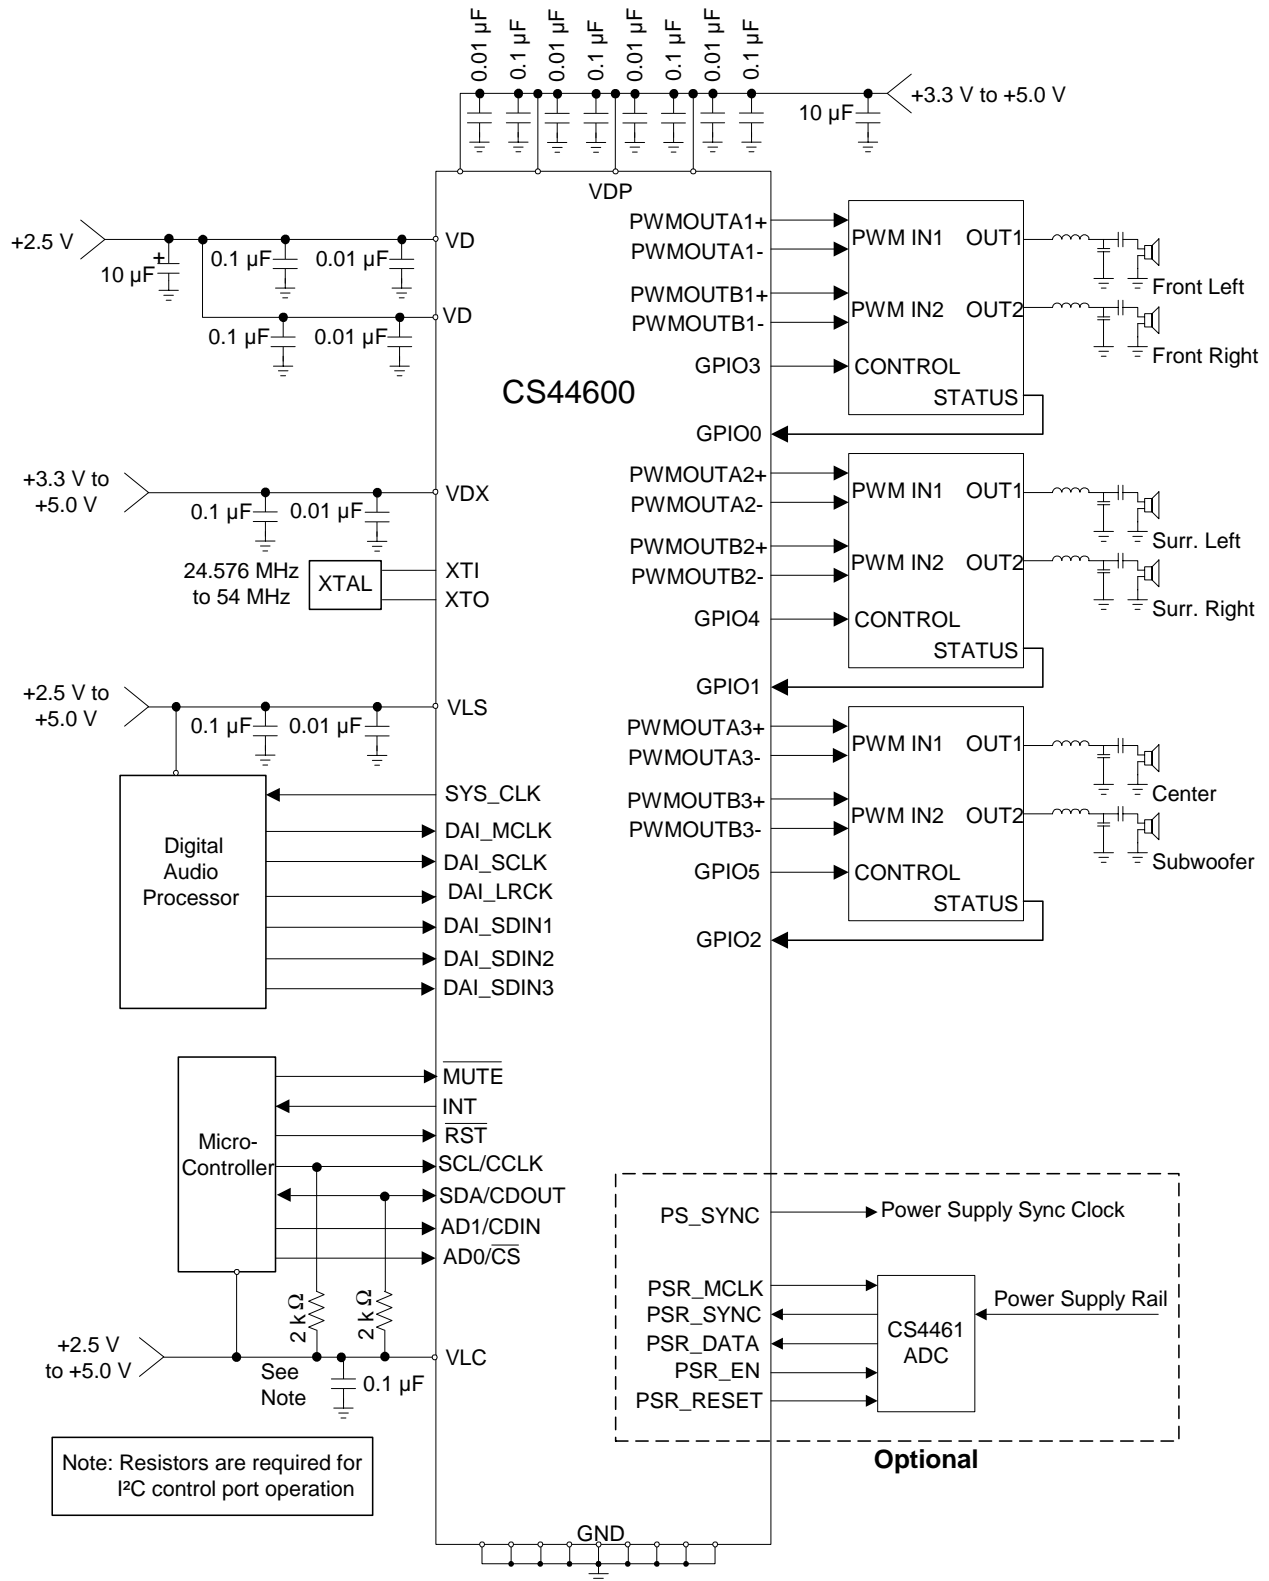 0.01 µF
0.1 µF
0.01 µF
0.1 µF
0.01 µF
0.1 µF
0.01 µF
0.1 µF
10 µF
+3.3 V to +5.0 V
VDP
+2.5 V
10 µF
+
0.1 µF
0.01 µF
VD
0.1 µF
0.01 µF
VD
CS44600
+3.3 V to
+5.0 V
0.1 µF
0.01 µF
VDX
24.576 MHz
to 54 MHz
XTAL
XTI
XTO
+2.5 V to
+5.0 V
0.1 µF
0.01 µF
VLS
Digital
Audio
Processor
SYS_CLK
DAI_MCLK
DAI_SCLK
DAI_LRCK
DAI_SDIN1
DAI_SDIN2
DAI_SDIN3
Micro-
Controller
MUTE
INT
RST
SCL/CCLK
SDA/CDOUT
AD1/CDIN
AD0/CS
2 kΩ
2 kΩ
+2.5 V
to +5.0 V
See
Note
0.1 µF
VLC
Note: Resistors are required for
I²C control port operation
GND
PWMOUTA1+
PWMOUTA1-
PWMOUTB1+
PWMOUTB1-
GPIO3
GPIO0
PWM IN1
OUT1
PWM IN2
OUT2
CONTROL
STATUS
Front Left
Front Right
PWMOUTA2+
PWMOUTA2-
PWMOUTB2+
PWMOUTB2-
GPIO4
GPIO1
PWM IN1
OUT1
PWM IN2
OUT2
CONTROL
STATUS
Surr. Left
Surr. Right
PWMOUTA3+
PWMOUTA3-
PWMOUTB3+
PWMOUTB3-
GPIO5
GPIO2
PWM IN1
OUT1
PWM IN2
OUT2
CONTROL
STATUS
Center
Subwoofer
PS_SYNC
Power Supply Sync Clock
PSR_MCLK
PSR_SYNC
PSR_DATA
PSR_EN
PSR_RESET
CS4461
ADC
Power Supply Rail
Optional